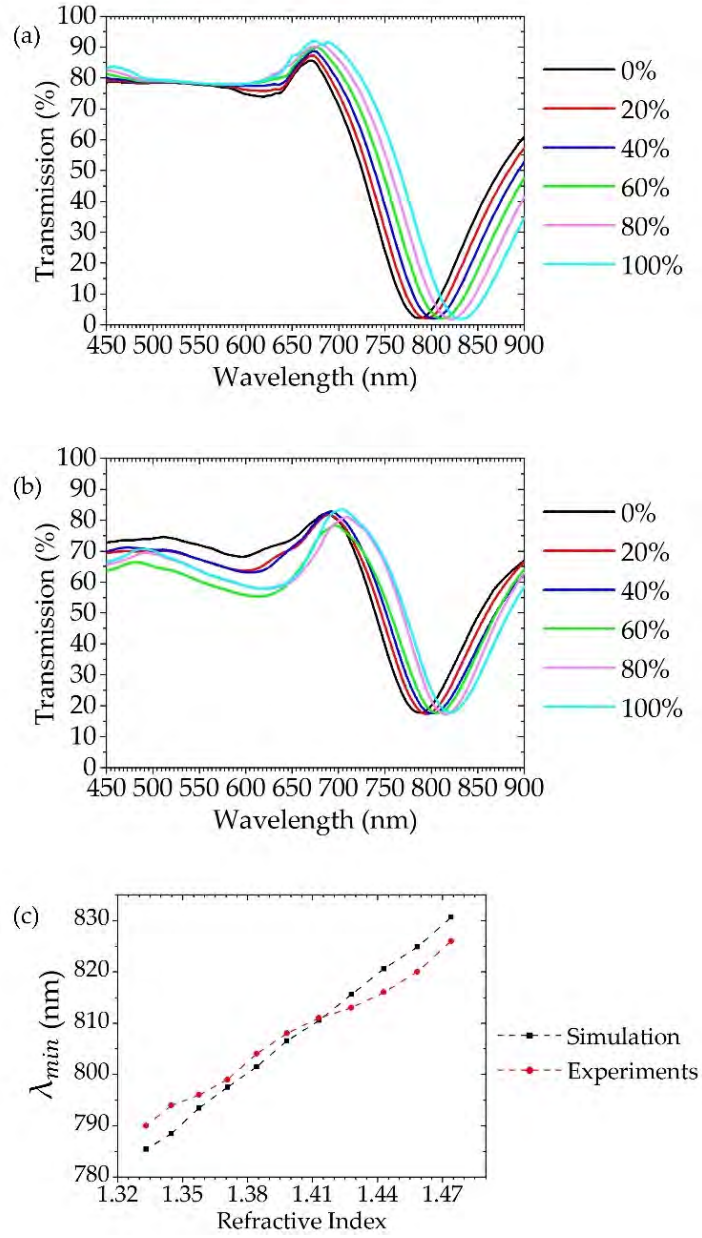 (a)
Transmission (%)
100
90
80
70
60
50
40
30
20
10
0
450 500 550 600 650 700 750 800 850 900
Wavelength (nm)
0%
20%
40%
60%
80%
100%
(b)
Transmission (%)
100
90
80
70
60
50
40
30
20
10
0
450 500 550 600 650 700 750 800 850 900
Wavelength (nm)
0%
20%
40%
60%
80%
100%
(c)
λmin (nm)
830
820
810
800
790
780
1.32 1.35 1.38 1.41 1.44 1.47
Refractive Index
Simulation
Experiments